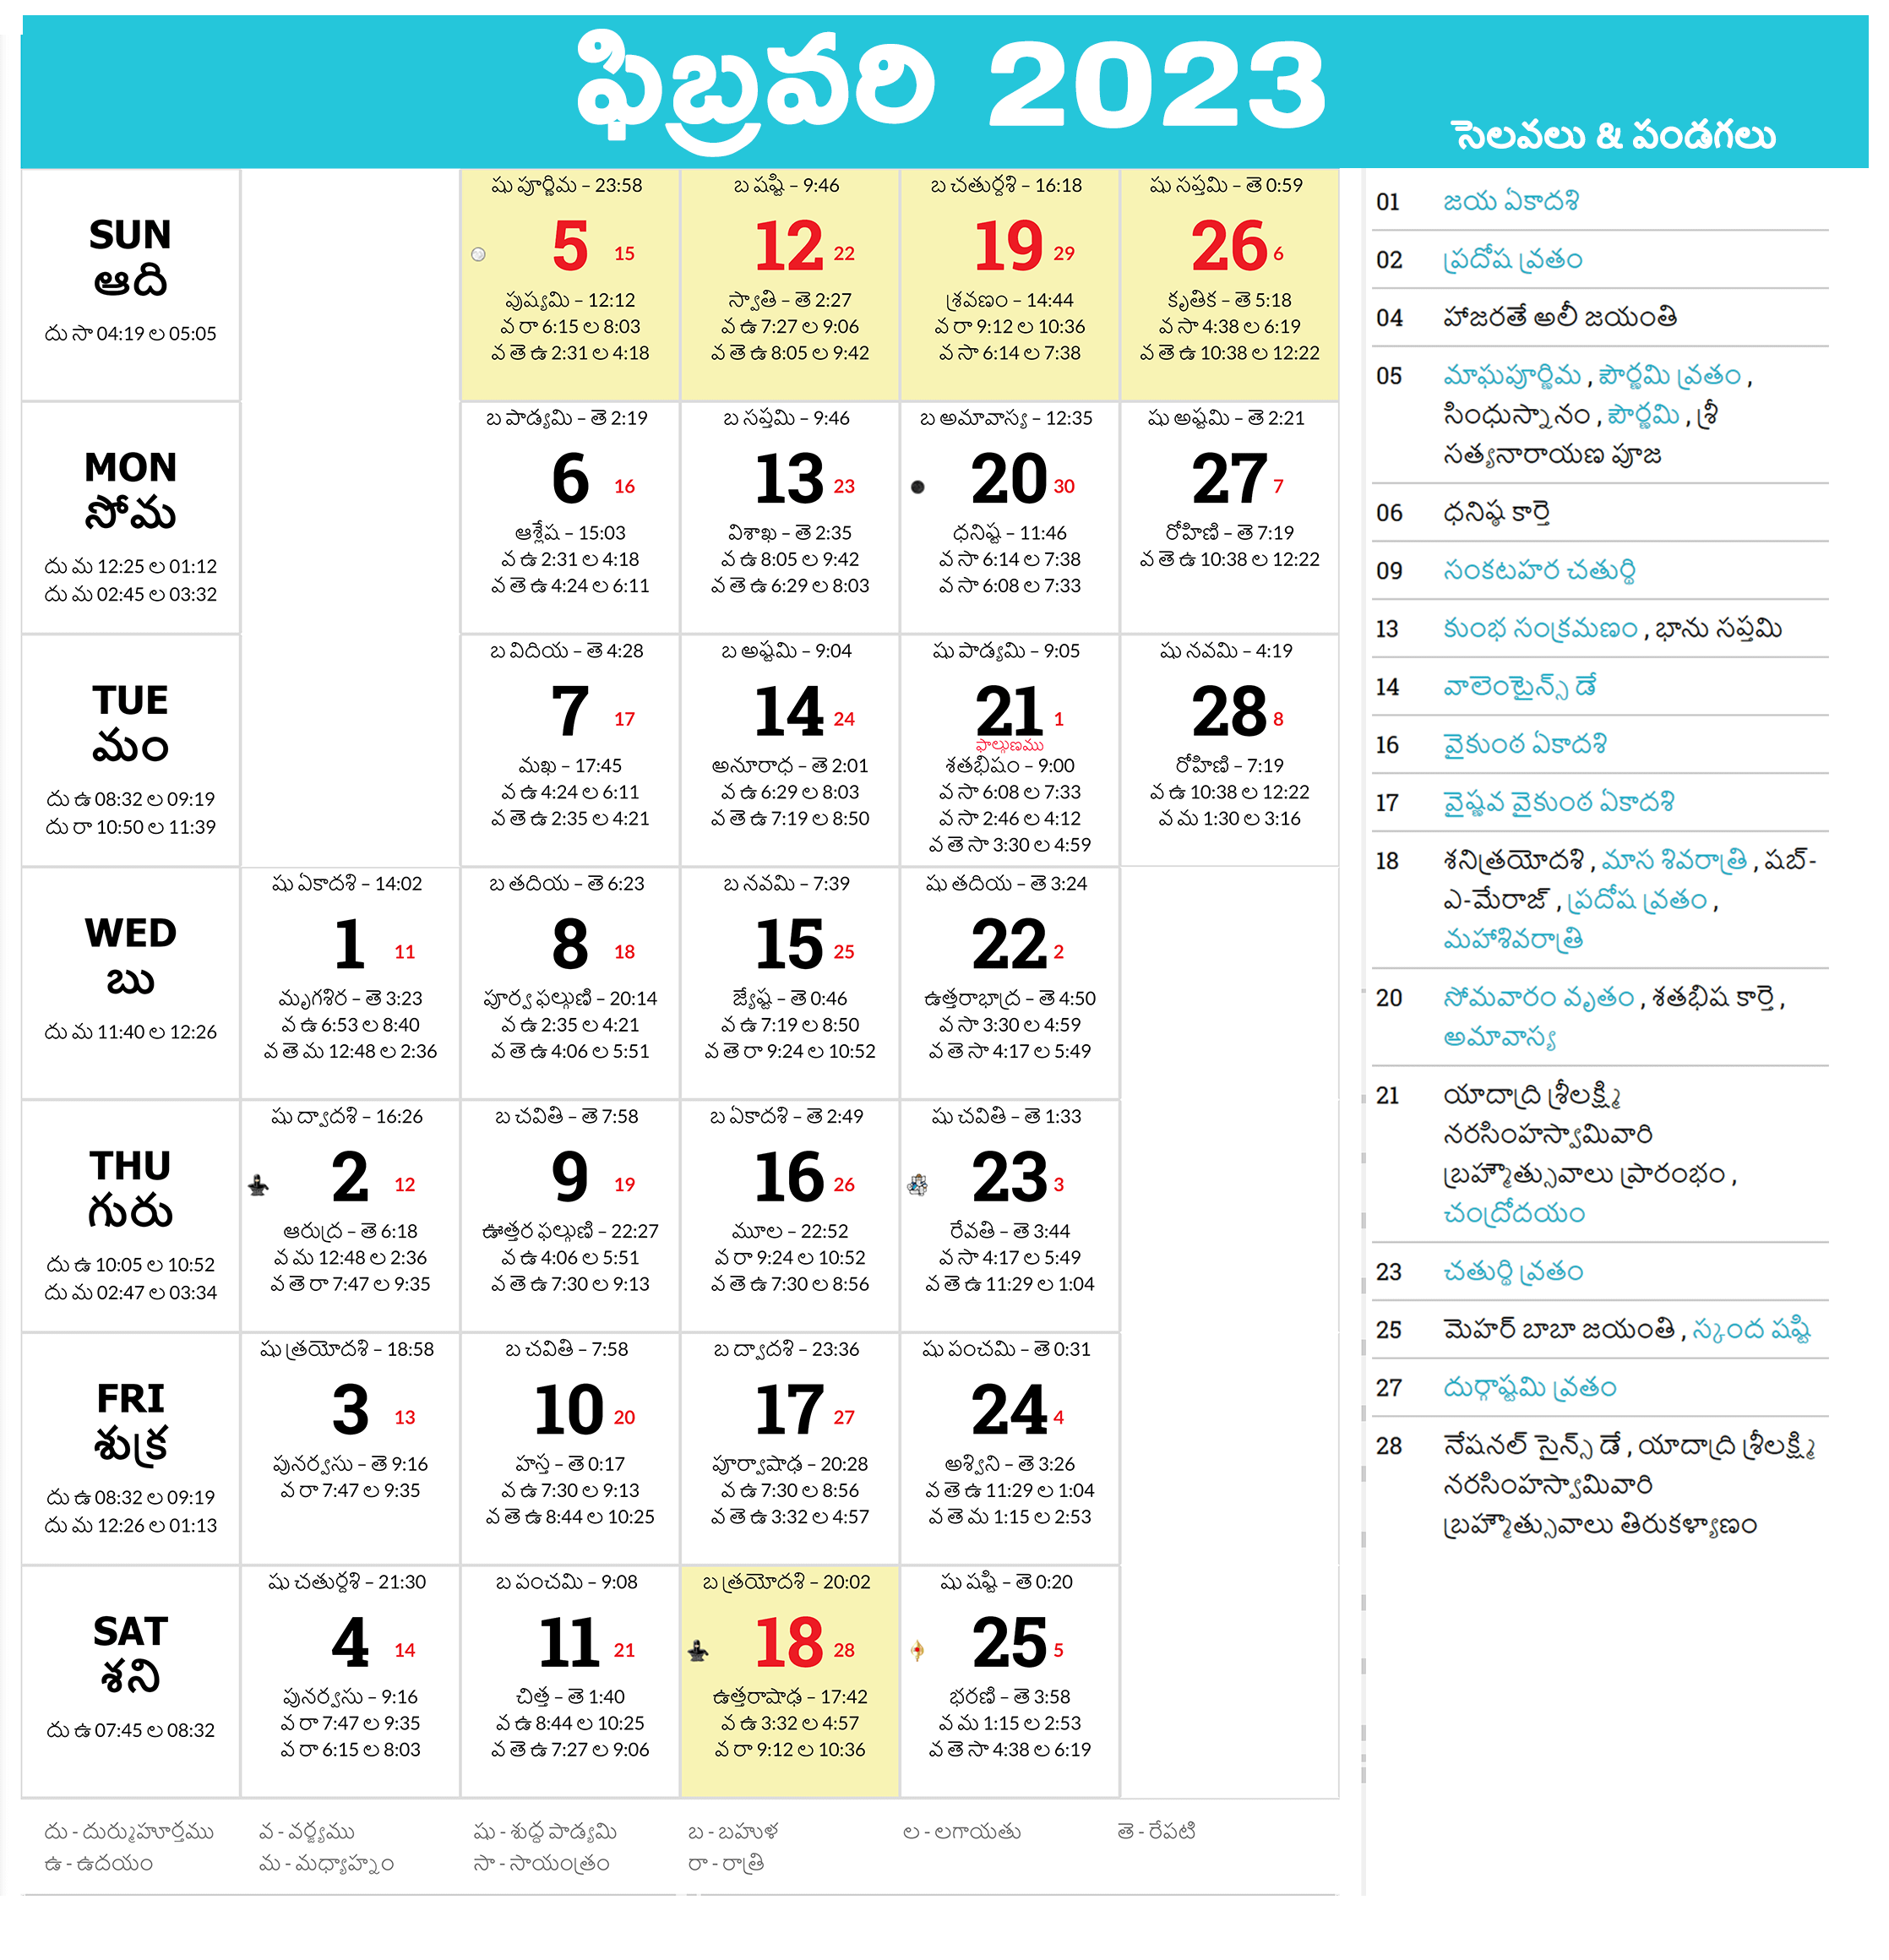 ఫిబ్రవరి 2023
సెలవలు & పండగలు
SUN
ఆది
దు సా 04:19 ల 05:05
షు పూర్ణిమ – 23:58
5 15
పుష్యమి – 12:12
వ రా 6:15 ల 8:03
వ తె ఉ 2:31 ల 4:18
బ షష్టి – 9:46
12 22
స్వాతి – తె 2:27
వ ఉ 7:27 ల 9:06
వ తె ఉ 8:05 ల 9:42
బ చతుర్దశి – 16:18
19 29
శ్రవణం – 14:44
వ రా 9:12 ల 10:36
వ సా 6:14 ల 7:38
షు సప్తమి – తె 0:59
26 6
కృతిక – తె 5:18
వ సా 4:38 ల 6:19
వ తె ఉ 10:38 ల 12:22
MON
సోమ
దు మ 12:25 ల 01:12
దు మ 02:45 ల 03:32
బ పాడ్యమి – తె 2:19
6 16
ఆశ్లేష – 15:03
వ ఉ 2:31 ల 4:18
వ తె ఉ 4:24 ల 6:11
బ సప్తమి – 9:46
13 23
విశాఖ – తె 2:35
వ ఉ 8:05 ల 9:42
వ తె ఉ 6:29 ల 8:03
బ అమావాస్య – 12:35
20 30
ధనిష్ట – 11:46
వ సా 6:14 ల 7:38
వ సా 6:08 ల 7:33
షు అష్టమి – తె 2:21
27 7
రోహిణి – తె 7:19
వ తె ఉ 10:38 ల 12:22
TUE
మం
దు ఉ 08:32 ల 09:19
దు రా 10:50 ల 11:39
బ విదియ – తె 4:28
7 17
మఖ – 17:45
వ ఉ 4:24 ల 6:11
వ తె ఉ 2:35 ల 4:21
బ అష్టమి – 9:04
14 24
అనూరాధ – తె 2:01
వ ఉ 6:29 ల 8:03
వ తె ఉ 7:19 ల 8:50
షు పాడ్యమి – 9:05
21 1
ఫాల్గుణము
శతభిషం – 9:00
వ సా 6:08 ల 7:33
వ సా 2:46 ల 4:12
వ తె సా 3:30 ల 4:59
షు నవమి – 4:19
28 8
రోహిణి – 7:19
వ ఉ 10:38 ల 12:22
వ మ 1:30 ల 3:16
WED
బు
దు మ 11:40 ల 12:26
షు ఏకాదశి – 14:02
1 11
మృగశిర – తె 3:23
వ ఉ 6:53 ల 8:40
వ తె మ 12:48 ల 2:36
బ తదియ – తె 6:23
8 18
పూర్వ ఫల్గుణి – 20:14
వ ఉ 2:35 ల 4:21
వ తె ఉ 4:06 ల 5:51
బ నవమి – 7:39
15 25
జ్యేష్ట – తె 0:46
వ ఉ 7:19 ల 8:50
వ తె రా 9:24 ల 10:52
షు తదియ – తె 3:24
22 2
ఉత్తరాభాద్ర – తె 4:50
వ సా 3:30 ల 4:59
వ తె సా 4:17 ల 5:49
THU
గురు
దు ఉ 10:05 ల 10:52
దు మ 02:47 ల 03:34
షు ద్వాదశి – 16:26
2 12
ఆరుద్ర – తె 6:18
వ మ 12:48 ల 2:36
వ తె రా 7:47 ల 9:35
బ చవితి – తె 7:58
9 19
ఊత్తర ఫల్గుణి – 22:27
వ ఉ 4:06 ల 5:51
వ తె ఉ 7:30 ల 9:13
బ ఏకాదశి – తె 2:49
16 26
మూల – 22:52
వ రా 9:24 ల 10:52
వ తె ఉ 7:30 ల 8:56
షు చవితి – తె 1:33
23 3
రేవతి – తె 3:44
వ సా 4:17 ల 5:49
వ తె ఉ 11:29 ల 1:04
FRI
శుక్ర
దు ఉ 08:32 ల 09:19
దు మ 12:26 ల 01:13
షు త్రయోదశి – 18:58
3 13
పునర్వసు – తె 9:16
వ రా 7:47 ల 9:35
బ చవితి – 7:58
10 20
హస్త – తె 0:17
వ ఉ 7:30 ల 9:13
వ తె ఉ 8:44 ల 10:25
బ ద్వాదశి – 23:36
17 27
పూర్వాషాఢ – 20:28
వ ఉ 7:30 ల 8:56
వ తె ఉ 3:32 ల 4:57
షు పంచమి – తె 0:31
24 4
అశ్విని – తె 3:26
వ తె ఉ 11:29 ల 1:04
వ తె మ 1:15 ల 2:53
SAT
శని
దు ఉ 07:45 ల 08:32
షు చతుర్దశి – 21:30
4 14
పునర్వసు – 9:16
వ రా 7:47 ల 9:35
వ రా 6:15 ల 8:03
బ పంచమి – 9:08
11 21
చిత్త – తె 1:40
వ ఉ 8:44 ల 10:25
వ తె ఉ 7:27 ల 9:06
బ త్రయోదశి – 20:02
18 28
ఉత్తరాషాఢ – 17:42
వ ఉ 3:32 ల 4:57
వ రా 9:12 ల 10:36
షు షష్టి – తె 0:20
25 5
భరణి – తె 3:58
వ మ 1:15 ల 2:53
వ తె సా 4:38 ల 6:19
దు - దుర్ముహూర్తము వ - వర్జ్యము షు - శుద్ద పాడ్యమి బ - బహుళ ల - లగాయతు తె - రేపటి
ఉ - ఉదయం మ - మధ్యాహ్నం సా - సాయంత్రం రా - రాత్రి
01 జయ ఏకాదశి
02 ప్రదోష వ్రతం
04 హాజరతే అలీ జయంతి
05 మాఘపూర్ణిమ , పౌర్ణమి వ్రతం ,
సింధుస్నానం , పౌర్ణమి , శ్రీ
సత్యనారాయణ పూజ
06 ధనిష్ఠ కార్తె
09 సంకటహర చతుర్థి
13 కుంభ సంక్రమణం , భాను సప్తమి
14 వాలెంటైన్స్ డే
16 వైకుంఠ ఏకాదశి
17 వైష్ణవ వైకుంఠ ఏకాదశి
18 శనిత్రయోదశి , మాస శివరాత్రి , షబ్-
ఎ-మేరాజ్ , ప్రదోష వ్రతం ,
మహాశివరాత్రి
20 సోమవారం వృతం , శతభిష కార్తె ,
అమావాస్య
21 యాదాద్రి శ్రీలక్ష్మి
నరసింహస్వామివారి
బ్రహ్మౌత్సువాలు ప్రారంభం ,
చంద్రోదయం
23 చతుర్థి వ్రతం
25 మెహర్ బాబా జయంతి , స్కంద షష్టి
27 దుర్గాష్టమి వ్రతం
28 నేషనల్ సైన్స్ డే , యాదాద్రి శ్రీలక్ష్మి
నరసింహస్వామివారి
బ్రహ్మౌత్సువాలు తిరుకళ్యాణం